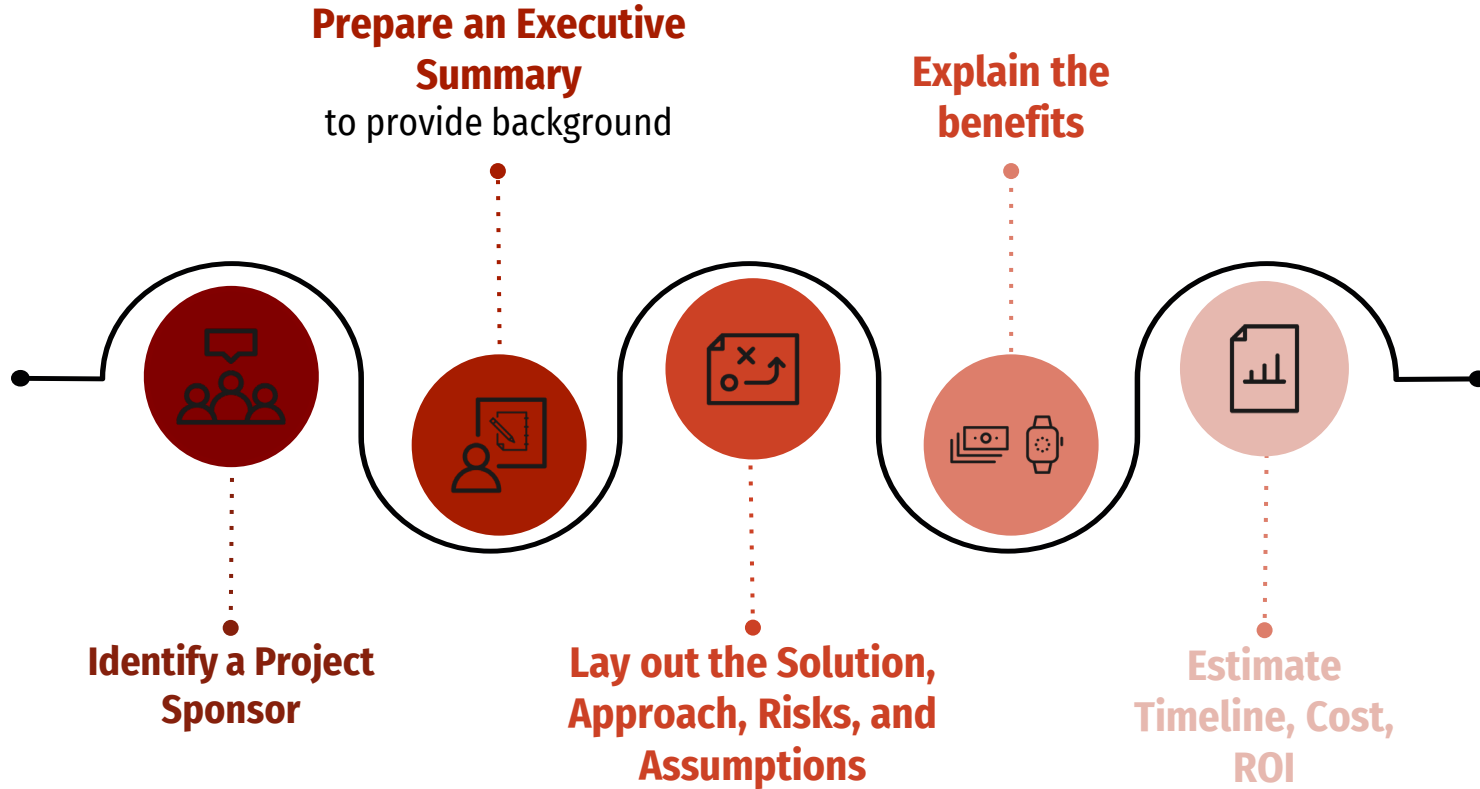 Identify a Project
Sponsor
Prepare an Executive
Summary
to provide background
Lay out the Solution,
Approach, Risks, and
Assumptions
Explain the
benefits
Estimate
Timeline, Cost,
ROI